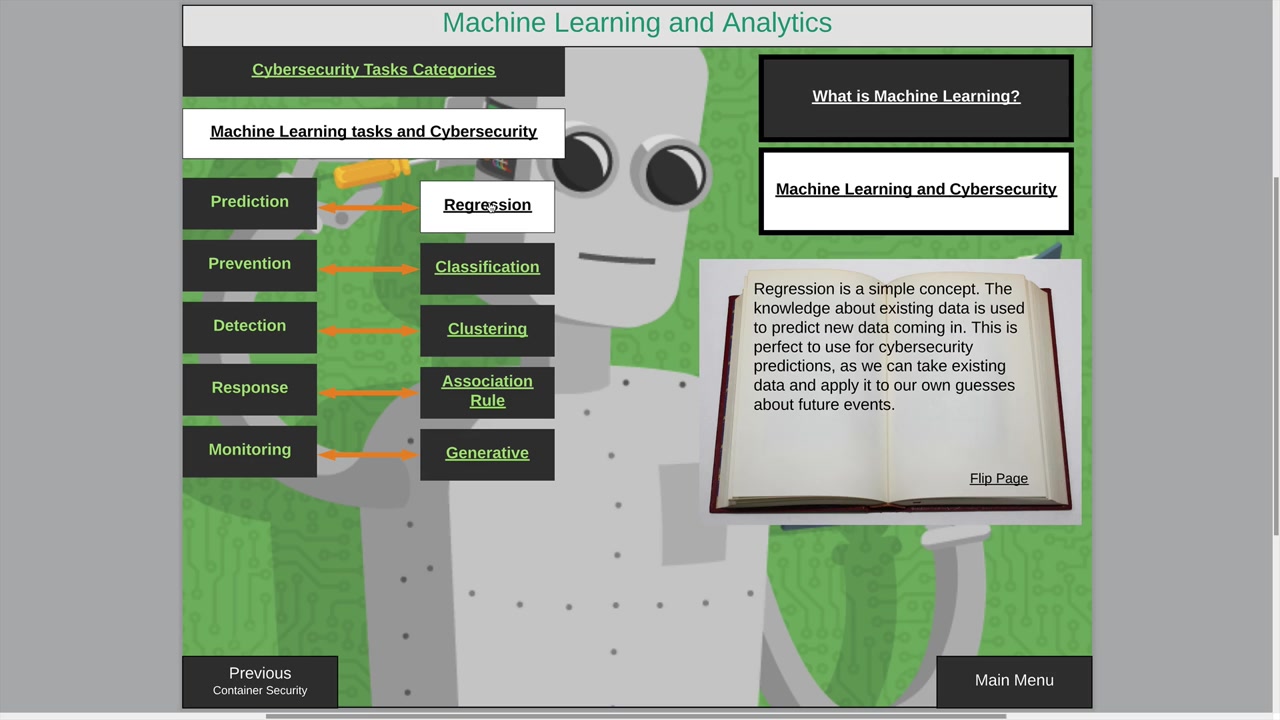 Machine Learning and Analytics
Cybersecurity Tasks Categories
Machine Learning tasks and Cybersecurity
Prediction
Regression
Prevention
Classification
Detection
Clustering
Response
Association
Rule
Monitoring
Generative
What is Machine Learning?
Machine Learning and Cybersecurity
Regression is a simple concept. The
knowledge about existing data is used
to predict new data coming in. This is
perfect to use for cybersecurity
predictions, as we can take existing
data and apply it to our own guesses
about future events.
Flip Page
Previous
Container Security
Main Menu